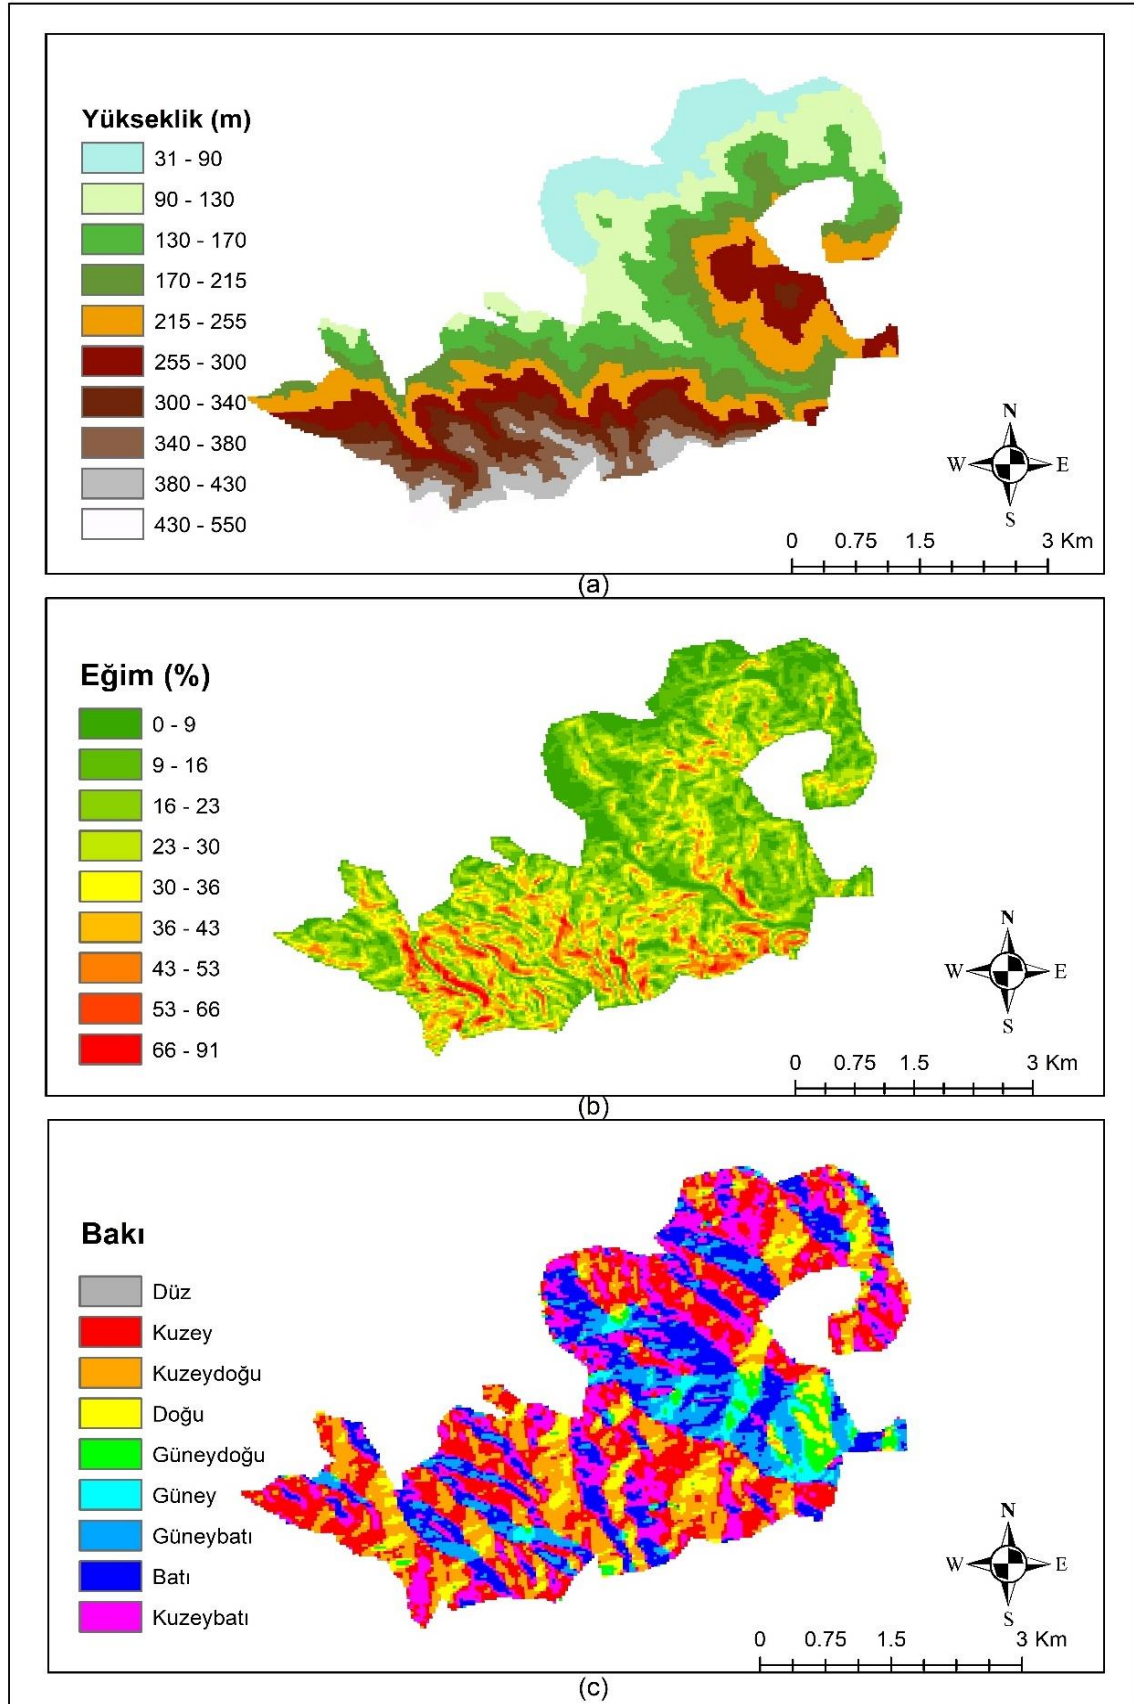 Yükseklik (m)
31 - 90
90 - 130
130 - 170
170 - 215
215 - 255
255 - 300
300 - 340
340 - 380
380 - 430
430 - 550
N
W E
S
0 0.75 1.5 3 Km
(a)
Eğim (%)
0 - 9
9 - 16
16 - 23
23 - 30
30 - 36
36 - 43
43 - 53
53 - 66
66 - 91
N
W E
S
0 0.75 1.5 3 Km
(b)
Bakı
Düz
Kuzey
Kuzeydoğu
Doğu
Güneydoğu
Güney
Güneybatı
Batı
Kuzeybatı
N
W E
S
0 0.75 1.5 3 Km
(c)